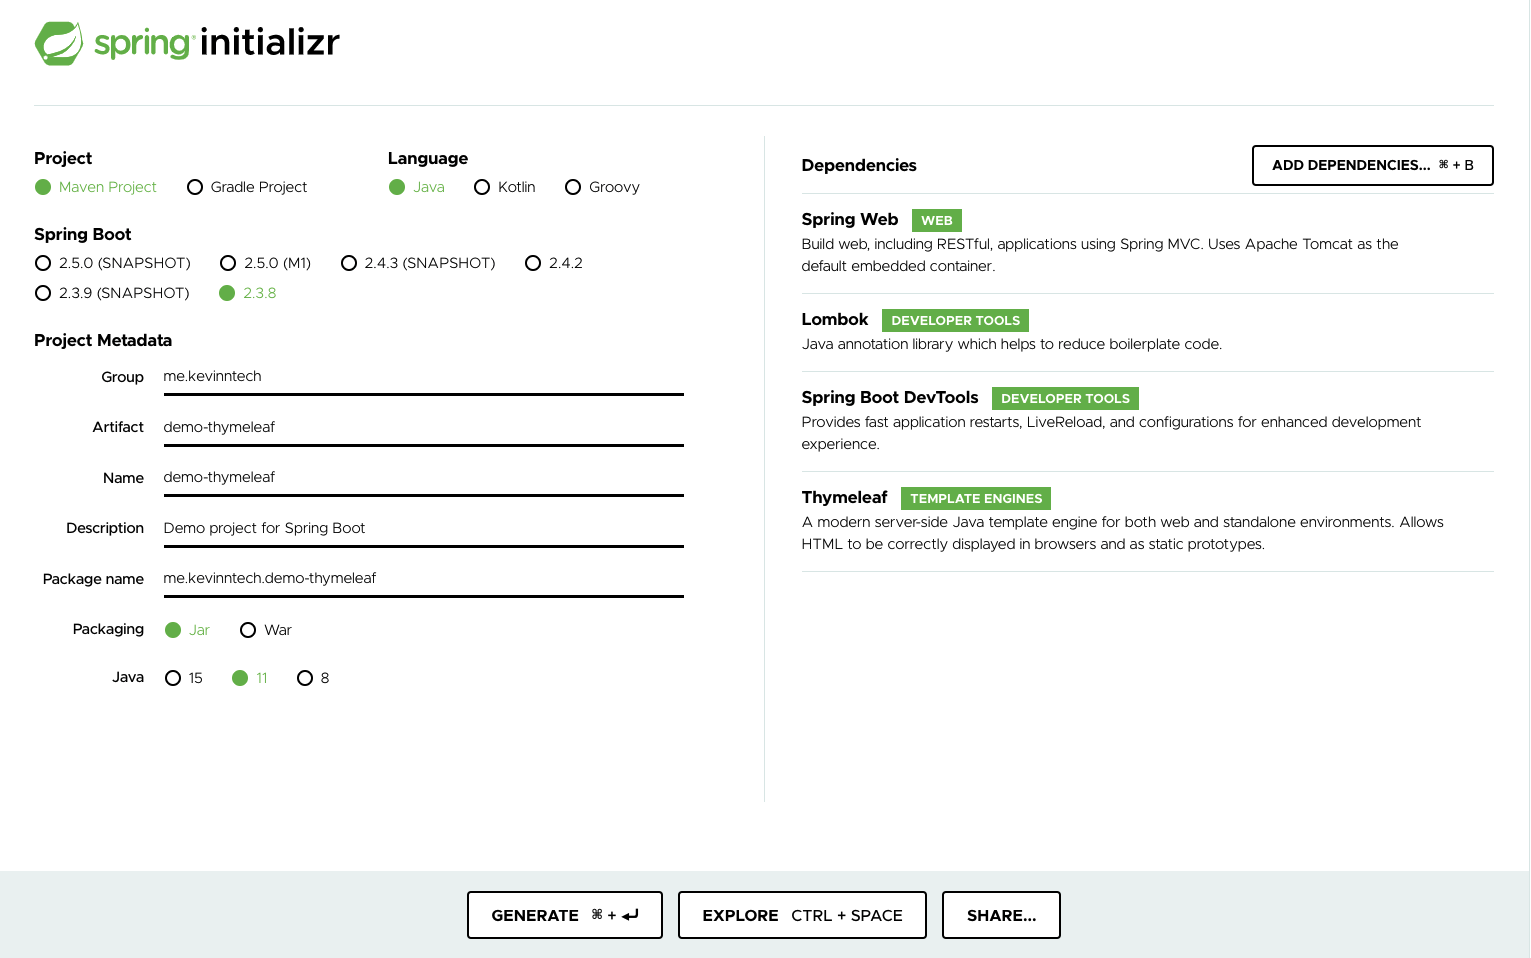 spring initializr
Project
Maven Project Gradle Project
Language
Java Kotlin Groovy
Spring Boot
2.5.0 (SNAPSHOT) 2.5.0 (M1) 2.4.3 (SNAPSHOT) 2.4.2
2.3.9 (SNAPSHOT) 2.3.8
Project Metadata
Group me.kevinntech
Artifact demo-thymeleaf
Name demo-thymeleaf
Description Demo project for Spring Boot
Package name me.kevinntech.demo-thymeleaf
Packaging Jar War
Java 15 11 8
Dependencies ADD DEPENDENCIES... ⌘ + B
Spring Web WEB
Build web, including RESTful, applications using Spring MVC. Uses Apache Tomcat as the
default embedded container.
Lombok DEVELOPER TOOLS
Java annotation library which helps to reduce boilerplate code.
Spring Boot DevTools DEVELOPER TOOLS
Provides fast application restarts, LiveReload, and configurations for enhanced development
experience.
Thymeleaf TEMPLATE ENGINES
A modern server-side Java template engine for both web and standalone environments. Allows
HTML to be correctly displayed in browsers and as static prototypes.
GENERATE ⌘ + ↵ EXPLORE CTRL + SPACE SHARE...